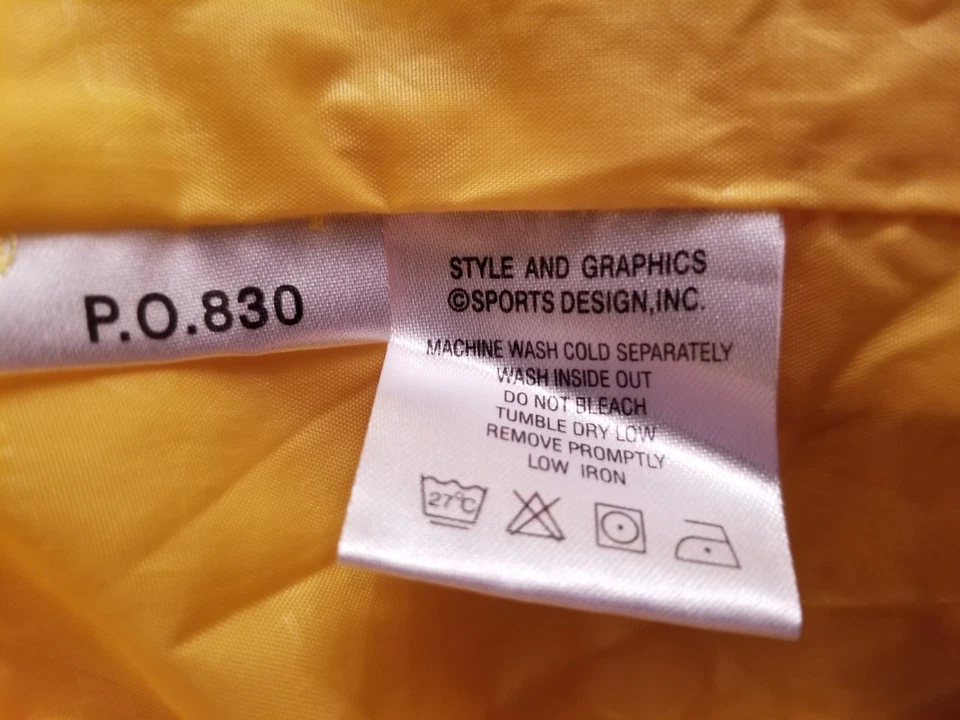 P.O.830
STYLE AND GRAPHICS
©SPORTS DESIGN,INC.
MACHINE WASH COLD SEPARATELY
WASH INSIDE OUT
DO NOT BLEACH
TUMBLE DRY LOW
REMOVE PROMPTLY
LOW IRON
27°C